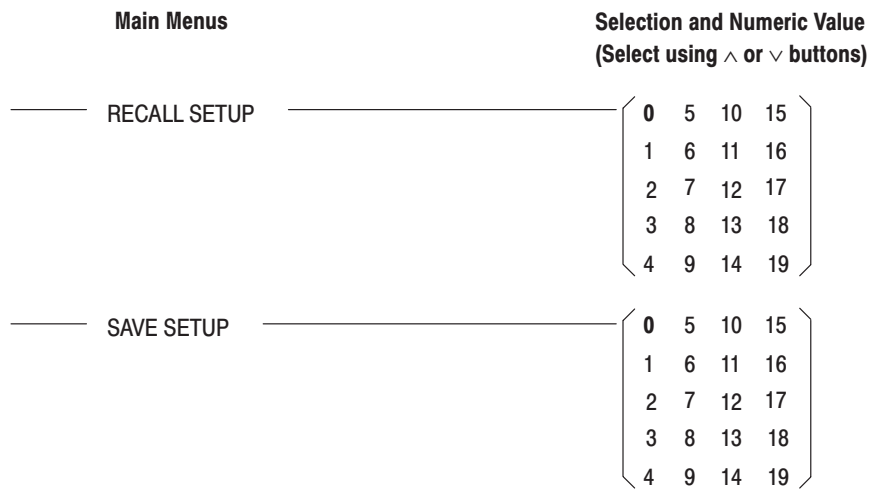 Main Menus
Selection and Numeric Value
(Select using ∧ or ∨ buttons)
RECALL SETUP
0 5 10 15
1 6 11 16
2 7 12 17
3 8 13 18
4 9 14 19
SAVE SETUP
0 5 10 15
1 6 11 16
2 7 12 17
3 8 13 18
4 9 14 19